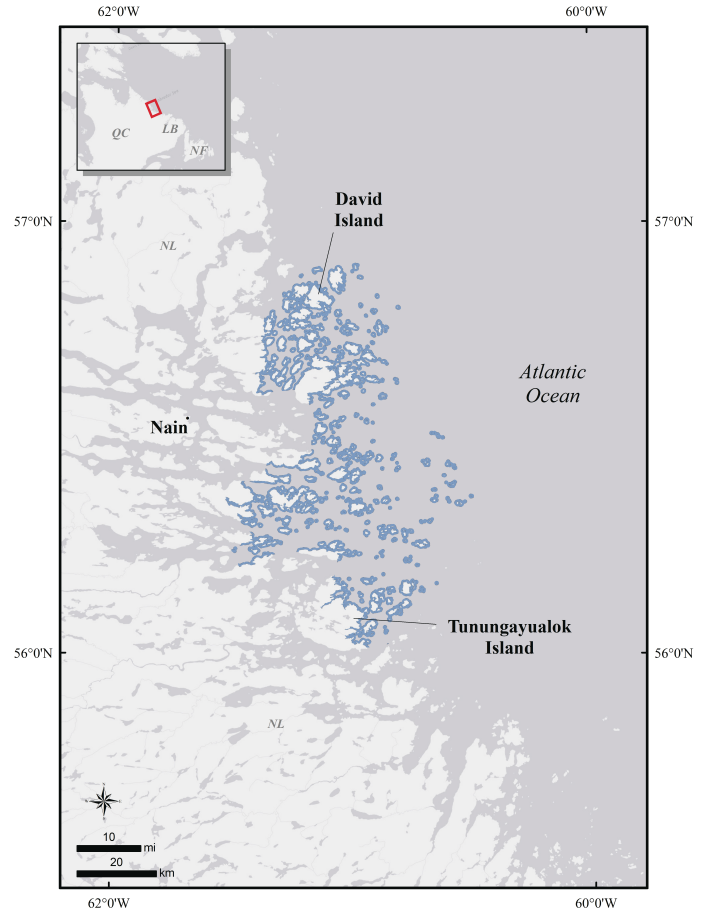 62°0'W 60°0'W
QC
LB
NF
David
Island
57°0'N 57°0'N
NL
Atlantic
Ocean
Nain
Tunungayualok
Island
56°0'N 56°0'N
NL
10
mi
20
km
62°0'W 60°0'W